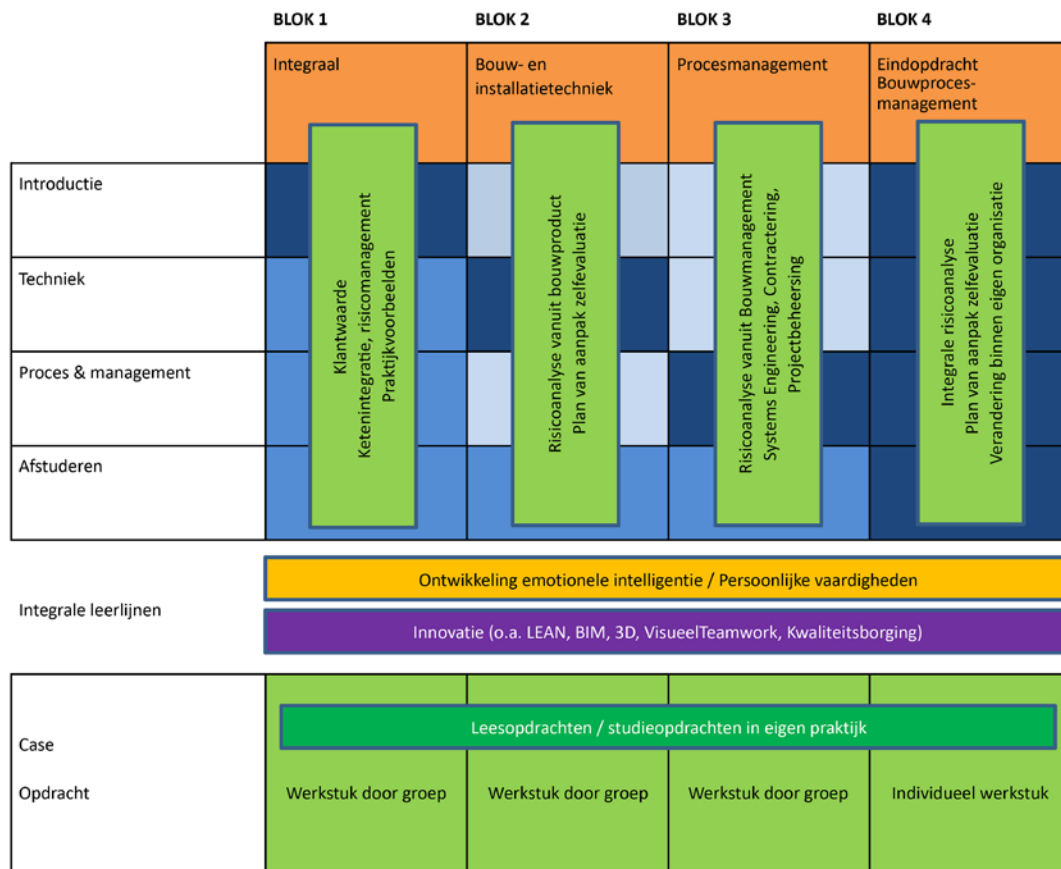 BLOK 1
BLOK 2
BLOK 3
BLOK 4
Integraal
Bouw- en
installatietechniek
Procesmanagement
Eindopdracht
Bouwproces-
management
Introductie
Techniek
Proces & management
Afstuderen
Klantwaarde
Ketenintegratie, risicomanagement
Praktijkvoorbeelden
Risicoanalyse vanuit bouwproduct
Plan van aanpak zelfevaluatie
Risicoanalyse vanuit Bouwmanagement
Systems Engineering, Contractering,
Projectbeheersing
Integrale risicoanalyse
Plan van aanpak zelfevaluatie
Verandering binnen eigen organisatie
Integrale leerlijnen
Ontwikkeling emotionele intelligentie / Persoonlijke vaardigheden
Innovatie (o.a. LEAN, BIM, 3D, VisueelTeamwork, Kwaliteitsborging)
Case
Leesopdrachten / studieopdrachten in eigen praktijk
Opdracht
Werkstuk door groep
Werkstuk door groep
Werkstuk door groep
Individueel werkstuk